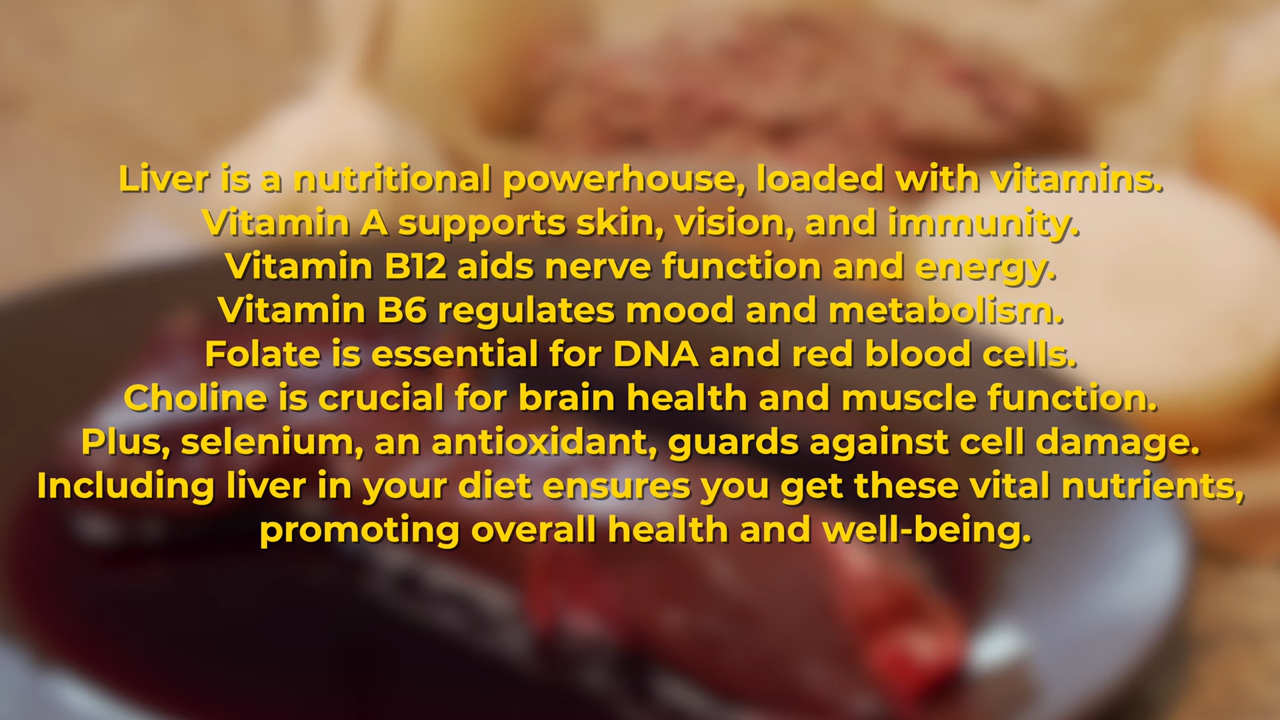 Liver is a nutritional powerhouse, loaded with vitamins.
Vitamin A supports skin, vision, and immunity.
Vitamin B12 aids nerve function and energy.
Vitamin B6 regulates mood and metabolism.
Folate is essential for DNA and red blood cells.
Choline is crucial for brain health and muscle function.
Plus, selenium, an antioxidant, guards against cell damage.
Including liver in your diet ensures you get these vital nutrients,
promoting overall health and well-being.